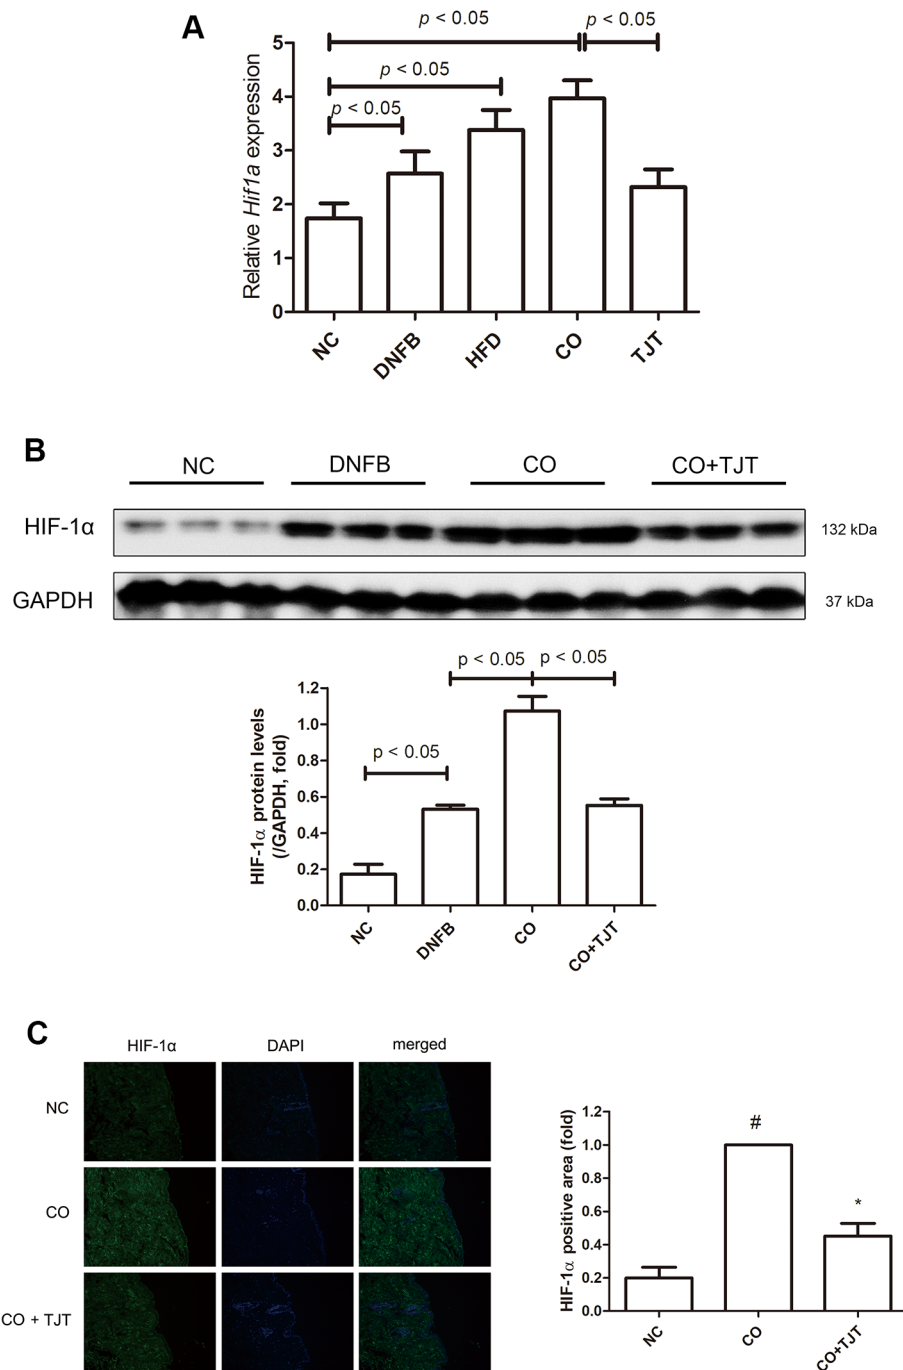 A
p < 0.05
p < 0.05
p < 0.05
p < 0.05
Relative Hif1a expression
5
4
3
2
1
0
NC
DNFB
HFD
CO
TJT
B
NC
DNFB
CO
CO+TJT
HIF-1α
132 kDa
GAPDH
37 kDa
p < 0.05
p < 0.05
p < 0.05
HIF-1α protein levels
(/GAPDH, fold)
1.2
1.0
0.8
0.6
0.4
0.2
0.0
NC
DNFB
CO
CO+TJT
C
HIF-1α
DAPI
merged
NC
CO
CO + TJT
HIF-1α positive area (fold)
1.2
1.0
0.8
0.6
0.4
0.2
0.0
#
*
NC
CO
CO+TJT